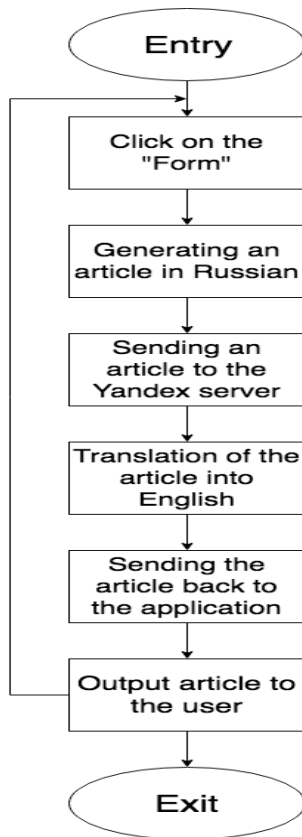 Entry
Click on the
"Form"
Generating an
article in Russian
Sending an
article to the
Yandex server
Translation of the
article into
English
Sending the
article back to
the application
Output article to
the user
Exit